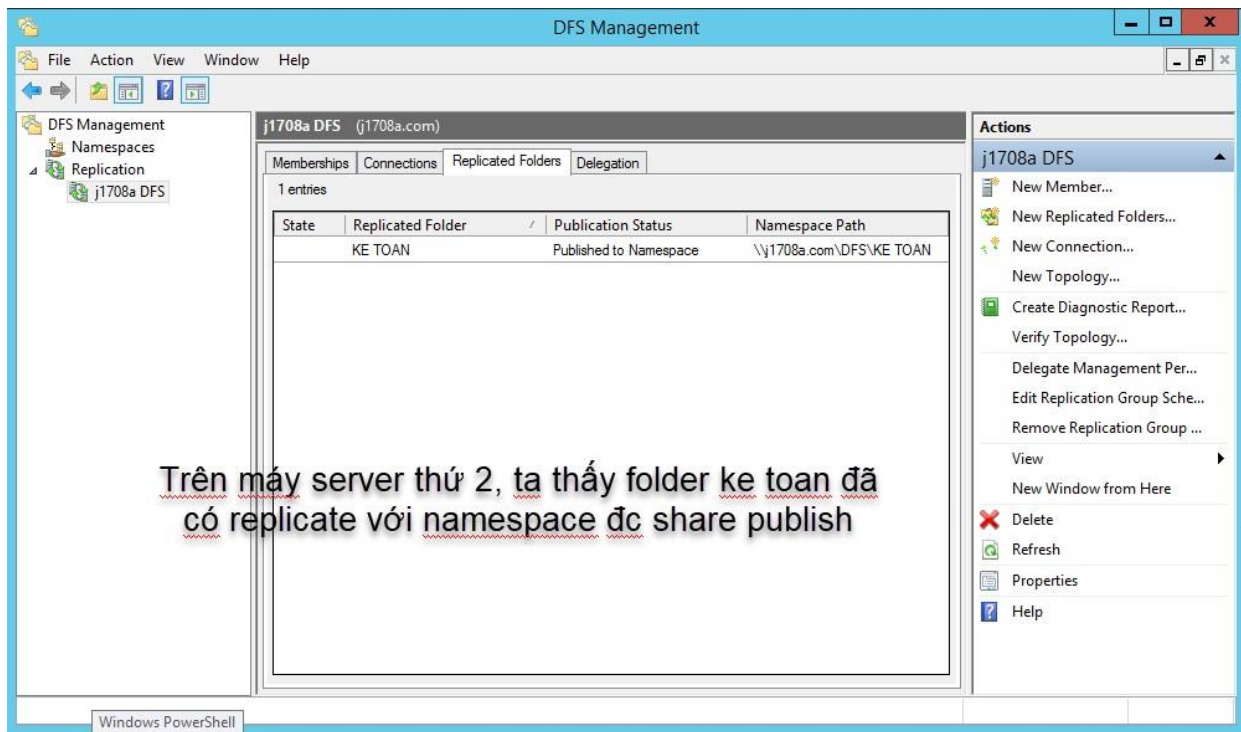 DFS Management
File Action View Window Help
DFS Management
Namespaces
Replication
j1708a DFS
j1708a DFS (j1708a.com)
Memberships Connections Replicated Folders Delegation
1 entries
State Replicated Folder Publication Status Namespace Path
KE TOAN Published to Namespace \\j1708a.com\DFS\KE TOAN
Trên máy server thứ 2, ta thấy folder ke toan đã
có replicate với namespace đc share publish
Actions
j1708a DFS
New Member...
New Replicated Folders...
New Connection...
New Topology...
Create Diagnostic Report...
Verify Topology...
Delegate Management Per...
Edit Replication Group Sche...
Remove Replication Group ...
View
New Window from Here
Delete
Refresh
Properties
Help
Windows PowerShell